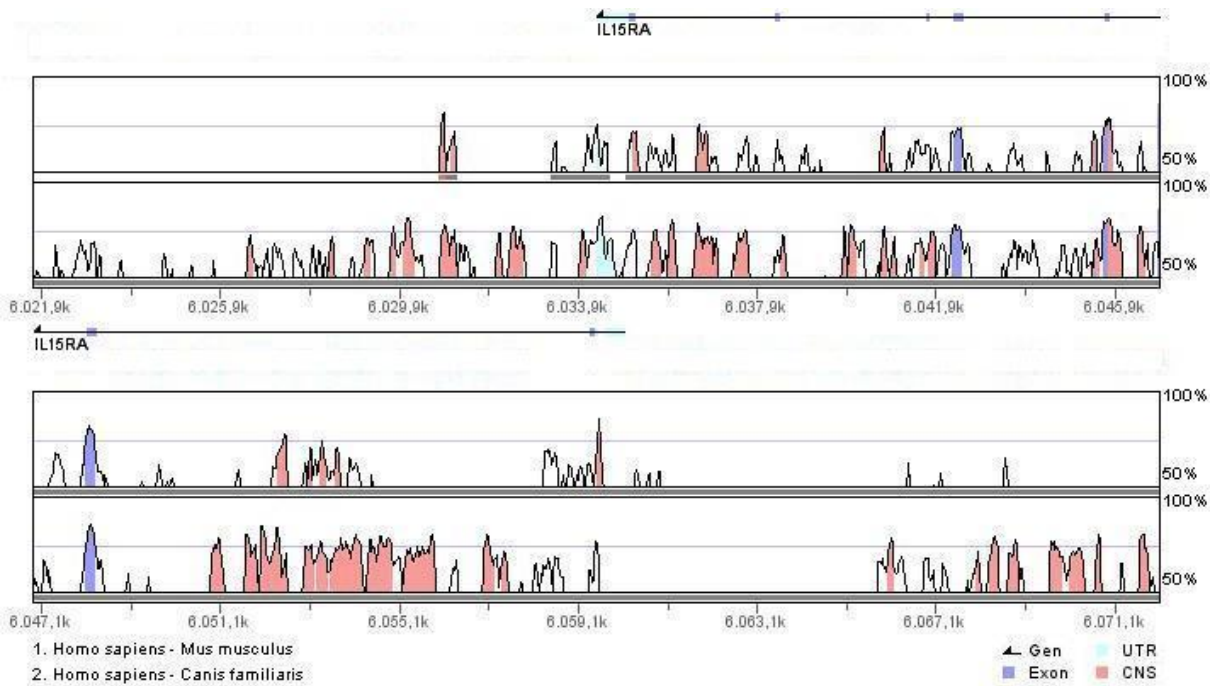 IL15RA
100%
50%
100%
50%
6.021,9k 6.025,9k 6.029,9k 6.033,9k 6.037,9k 6.041,9k 6.045,9k
IL15RA
100%
50%
100%
50%
6.047,1k 6.051,1k 6.055,1k 6.059,1k 6.063,1k 6.067,1k 6.071,1k
1. Homo sapiens - Mus musculus
2. Homo sapiens - Canis familiaris
Gen UTR
Exon CNS